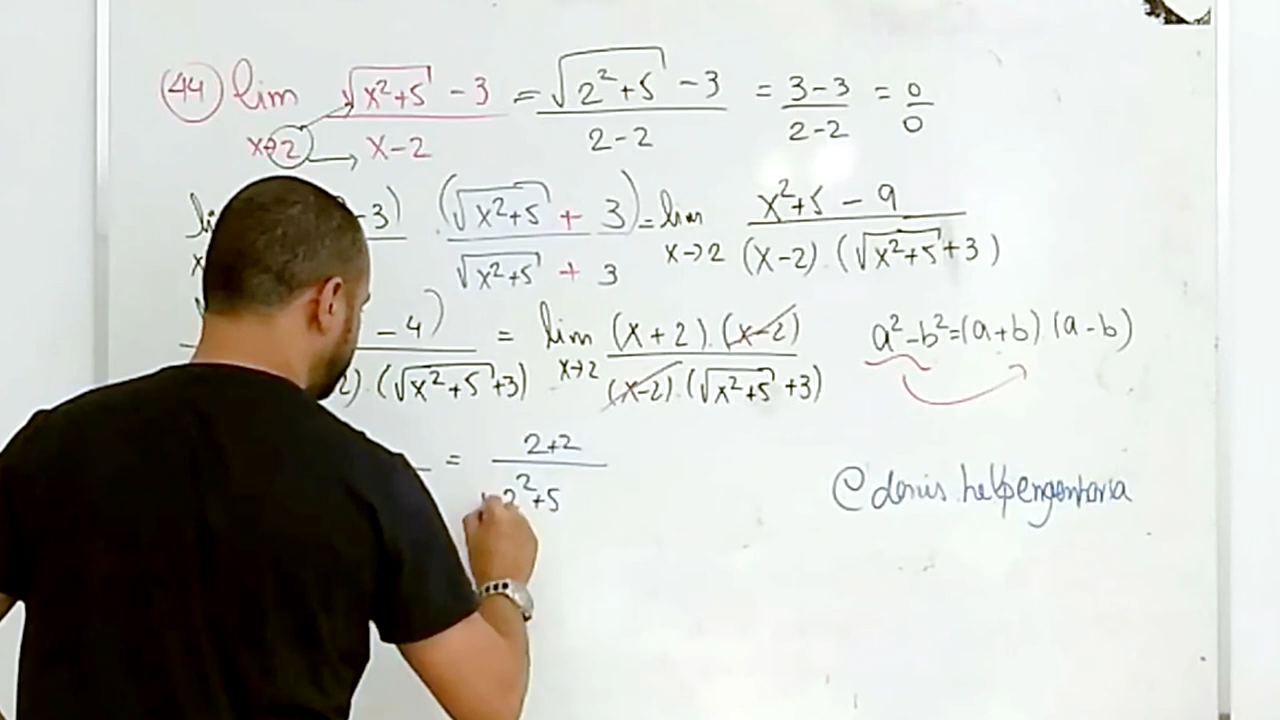 44 lim x→2 (√(x²+5) - 3)/(x-2) = (√(2²+5) - 3)/(2-2) = (3-3)/(2-2) = 0/0
-3) · (√(x²+5) + 3)/(√(x²+5) + 3) = lim x→2 (x²+5 - 9)/((x-2).(√(x²+5)+3))
-4)/(2).(√(x²+5)+3) = lim x→2 (x+2).(x-2)/((x-2).(√(x²+5)+3)) a²-b²=(a+b)(a-b)
= (2+2)/(2²+5
@denis.helpengenharia